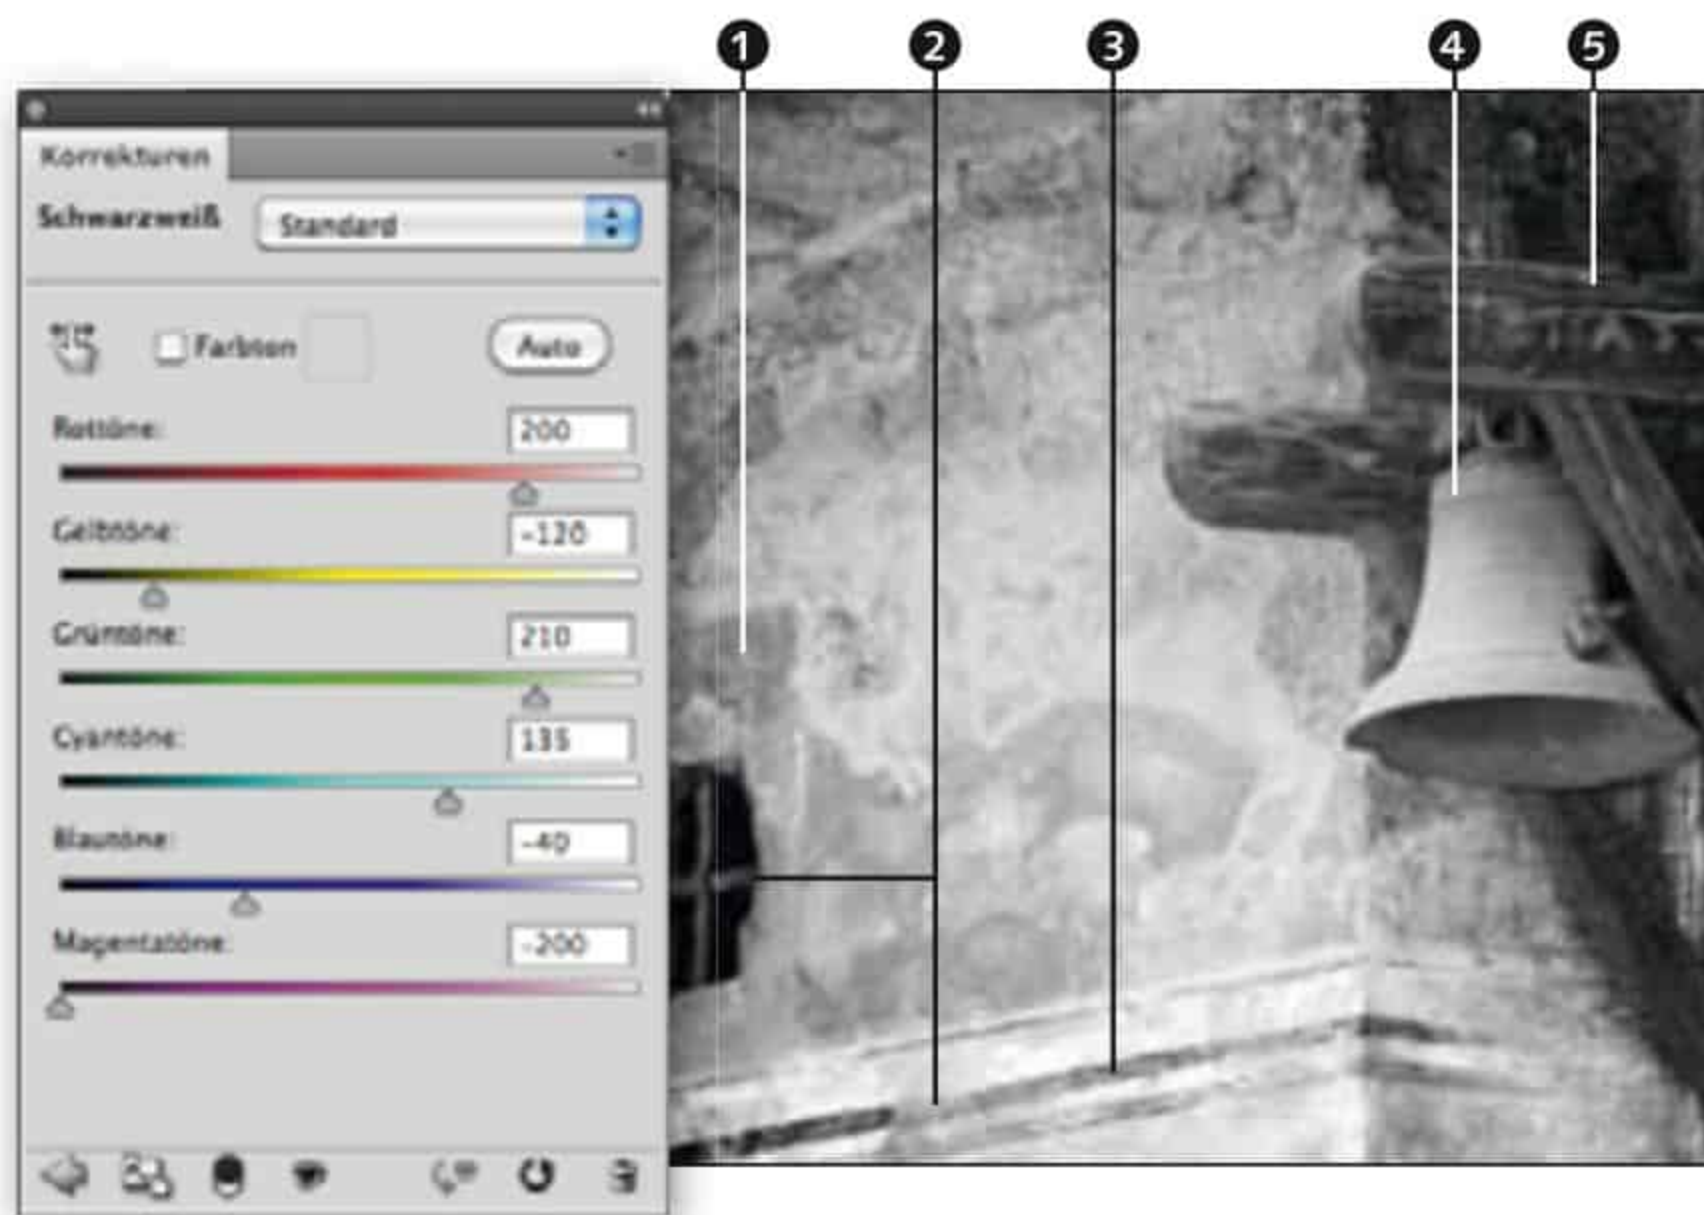 1 2 3 4 5
Korrekturen
Schwarzweiß Standard
Farbton Auto
Rottöne: 200
Gelbtöne: -120
Grüntöne: 210
Cyantöne: 135
Blautöne: -40
Magentatöne: -200